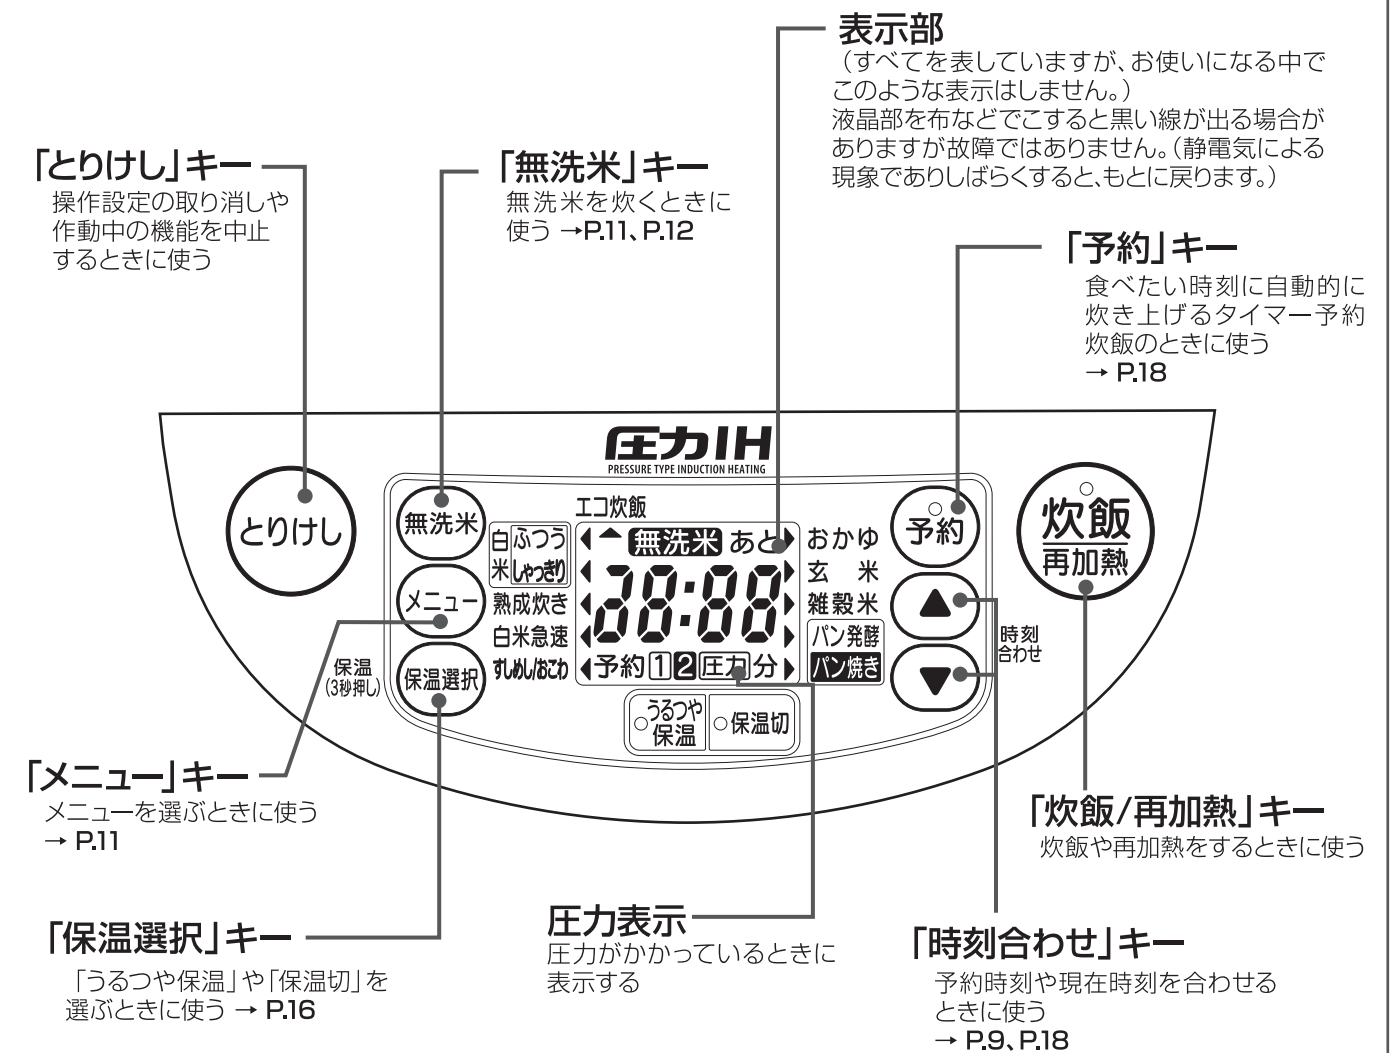 表示部
（すべてを表していますが、お使いになる中で
このような表示はしません。）
液晶部を布などでこすると黒い線が出る場合が
ありますが故障ではありません。（静電気による
現象でありしばらくすると、もとに戻ります。）
「とりけし」キー
操作設定の取り消しや
作動中の機能を中止
するときに使う
「無洗米」キー
無洗米を炊くときに
使う →P.11、P.12
「予約」キー
食べたい時刻に自動的に
炊き上げるタイマー予約
炊飯のときに使う
→ P.18
圧力IH
PRESSURE TYPE INDUCTION HEATING
とりけし
無洗米
メニュー
保温選択
保温
(3秒押し)
エコ炊飯
白米
ふつう
しゃっきり
熟成炊き
白米急速
すしめし/おこわ
無洗米 あと
38:88
予約 1 2 圧力 分
おかゆ
玄 米
雑穀米
パン発酵
パン焼き
うるつや
保温
保温切
予約
▲
▼
時刻
合わせ
炊飯
再加熱
「メニュー」キー
メニューを選ぶときに使う
→ P.11
「保温選択」キー
「うるつや保温」や「保温切」を
選ぶときに使う → P.16
圧力表示
圧力がかかっているときに
表示する
「炊飯/再加熱」キー
炊飯や再加熱をするときに使う
「時刻合わせ」キー
予約時刻や現在時刻を合わせる
ときに使う
→ P.9、P.18